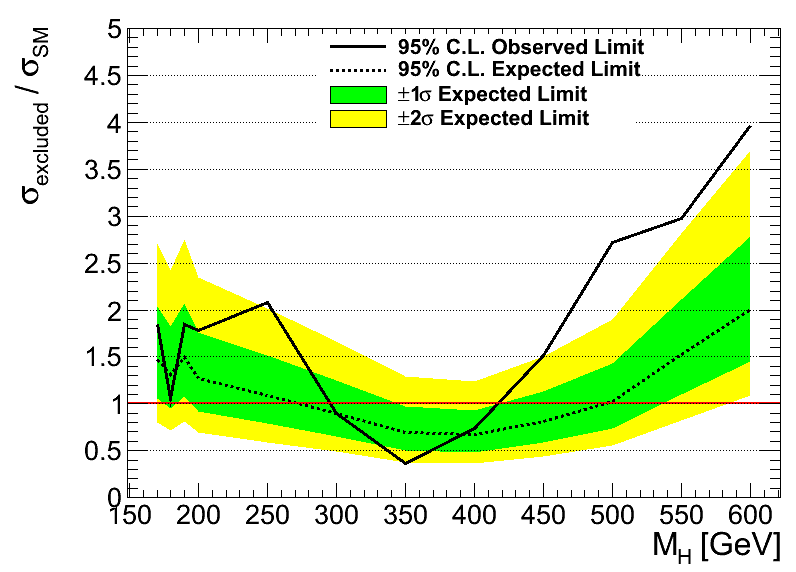 σexcluded / σSM
5
4.5
4
3.5
3
2.5
2
1.5
1
0.5
0
95% C.L. Observed Limit
95% C.L. Expected Limit
±1σ Expected Limit
±2σ Expected Limit
150 200 250 300 350 400 450 500 550 600
MH [GeV]